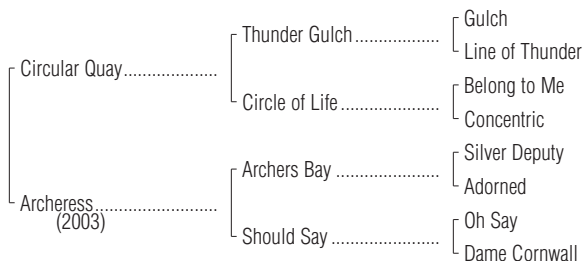 Gulch
Thunder Gulch....................
Line of Thunder
Circular Quay......................
Belong to Me
Circle of Life.......................
Concentric
Silver Deputy
Archers Bay........................
Adorned
Archeress............................
(2003)
Oh Say
Should Say.........................
Dame Cornwall